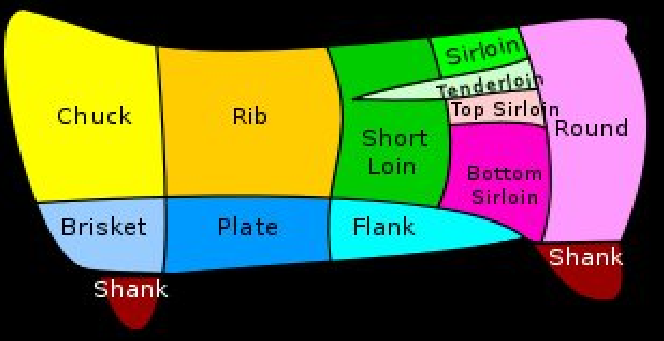 Sirloin
Tenderloin
Top Sirloin
Chuck
Rib
Short
Loin
Round
Bottom
Sirloin
Brisket
Plate
Flank
Shank
Shank